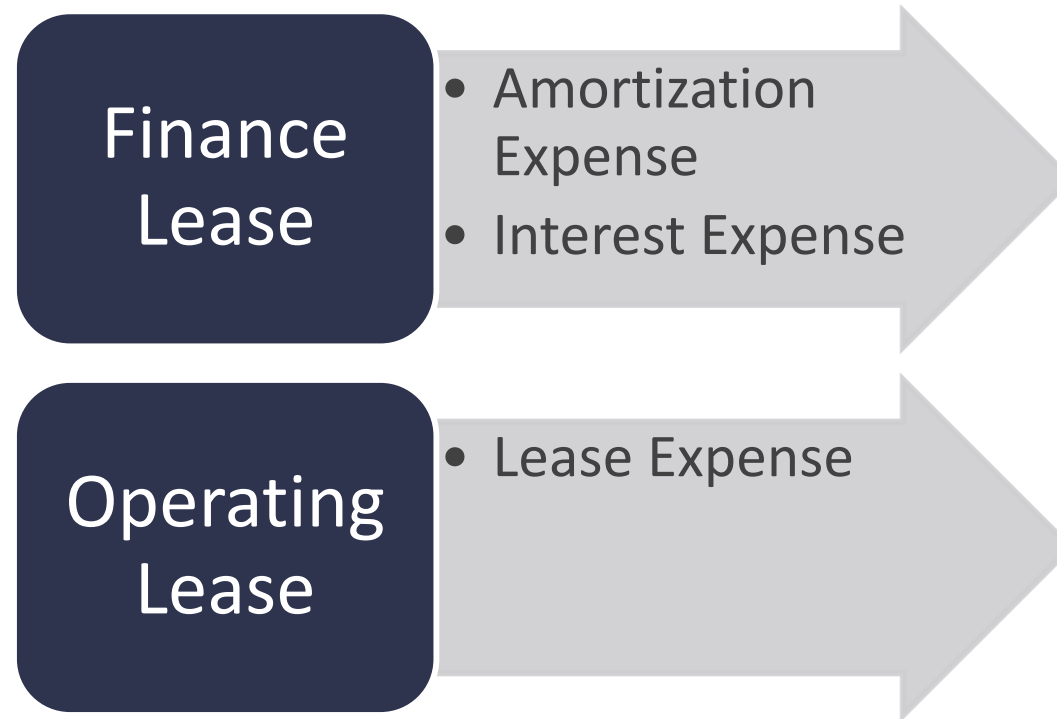 Finance
Lease
• Amortization
Expense
• Interest Expense
Operating
Lease
• Lease Expense